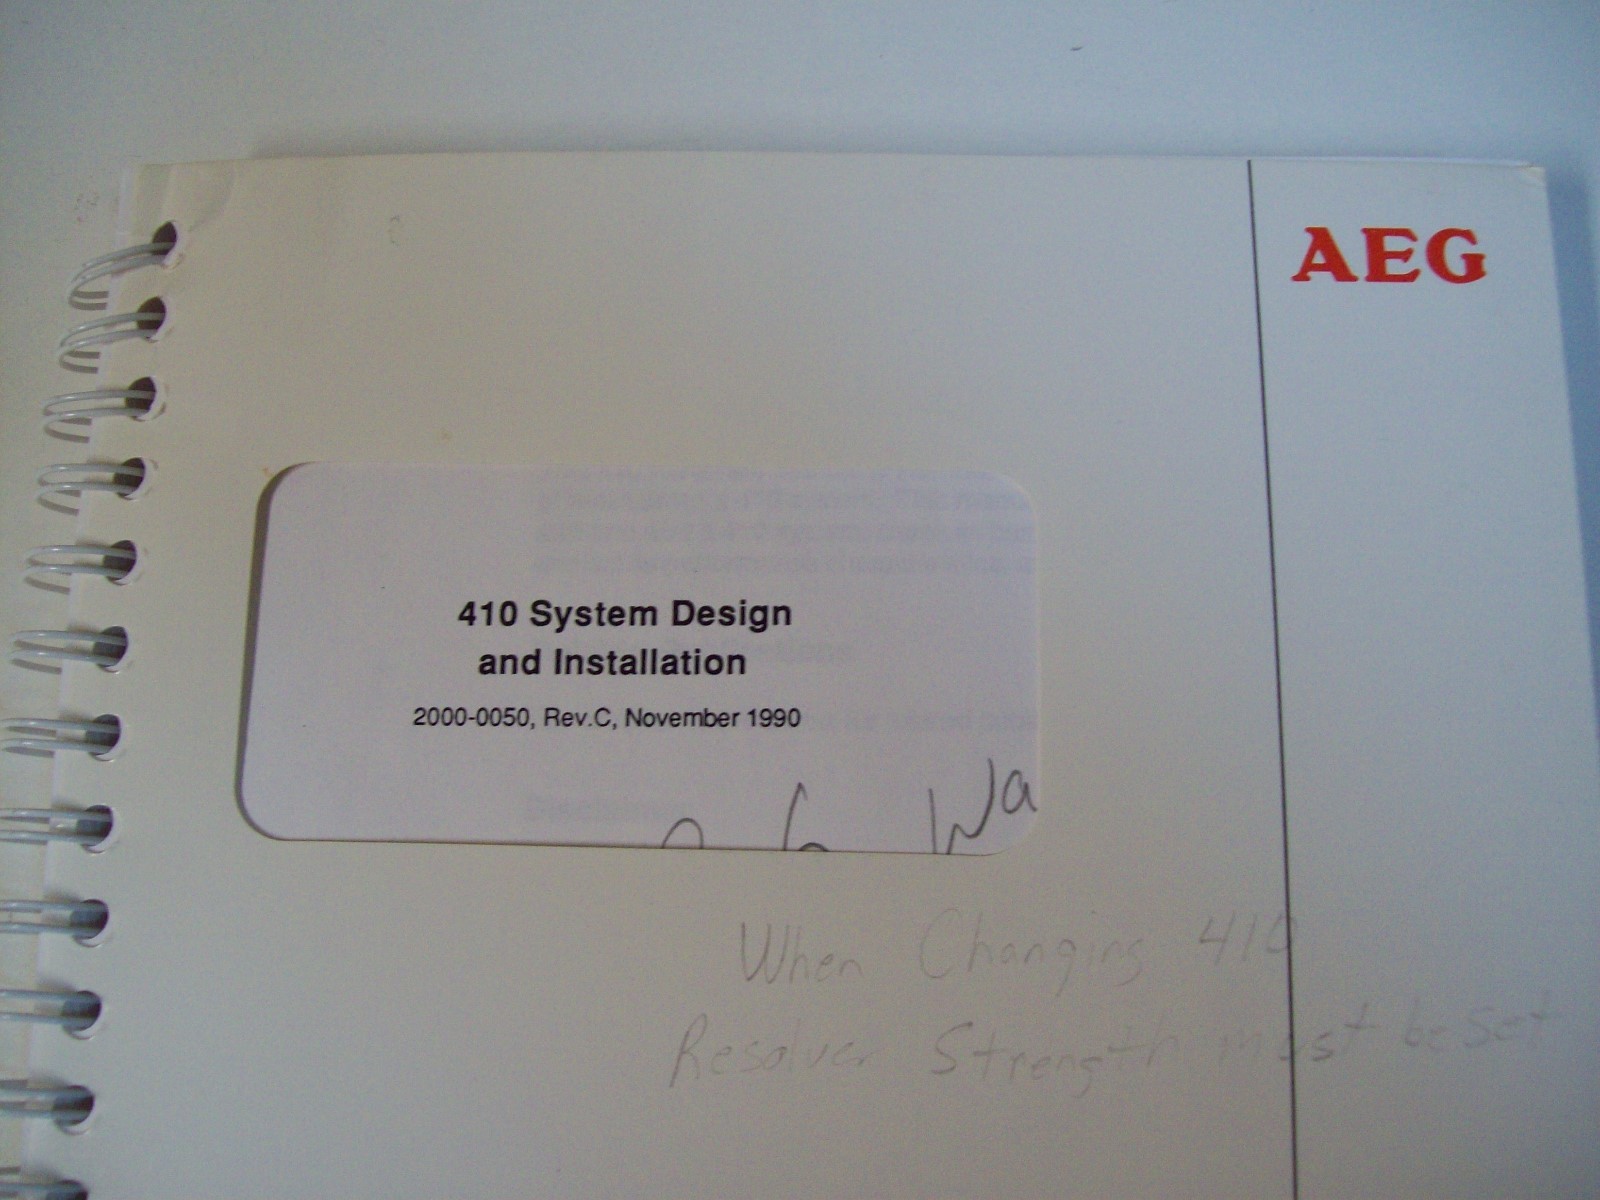 AEG
410 System Design
and Installation
2000-0050, Rev.C, November 1990
Wa
When Changing 410
Resolver Strength must be set